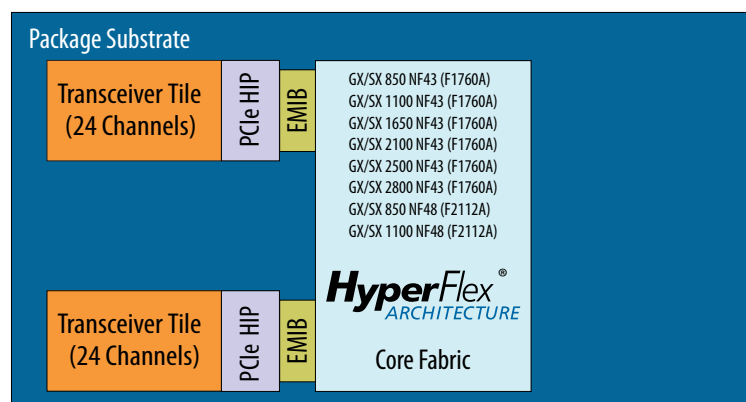 Package Substrate
Transceiver Tile
(24 Channels)
PCIe HIP
EMIB
GX/SX 850 NF43 (F1760A)
GX/SX 1100 NF43 (F1760A)
GX/SX 1650 NF43 (F1760A)
GX/SX 2100 NF43 (F1760A)
GX/SX 2500 NF43 (F1760A)
GX/SX 2800 NF43 (F1760A)
GX/SX 850 NF48 (F2112A)
GX/SX 1100 NF48 (F2112A)
HyperFlex®
ARCHITECTURE
Core Fabric
Transceiver Tile
(24 Channels)
PCIe HIP
EMIB